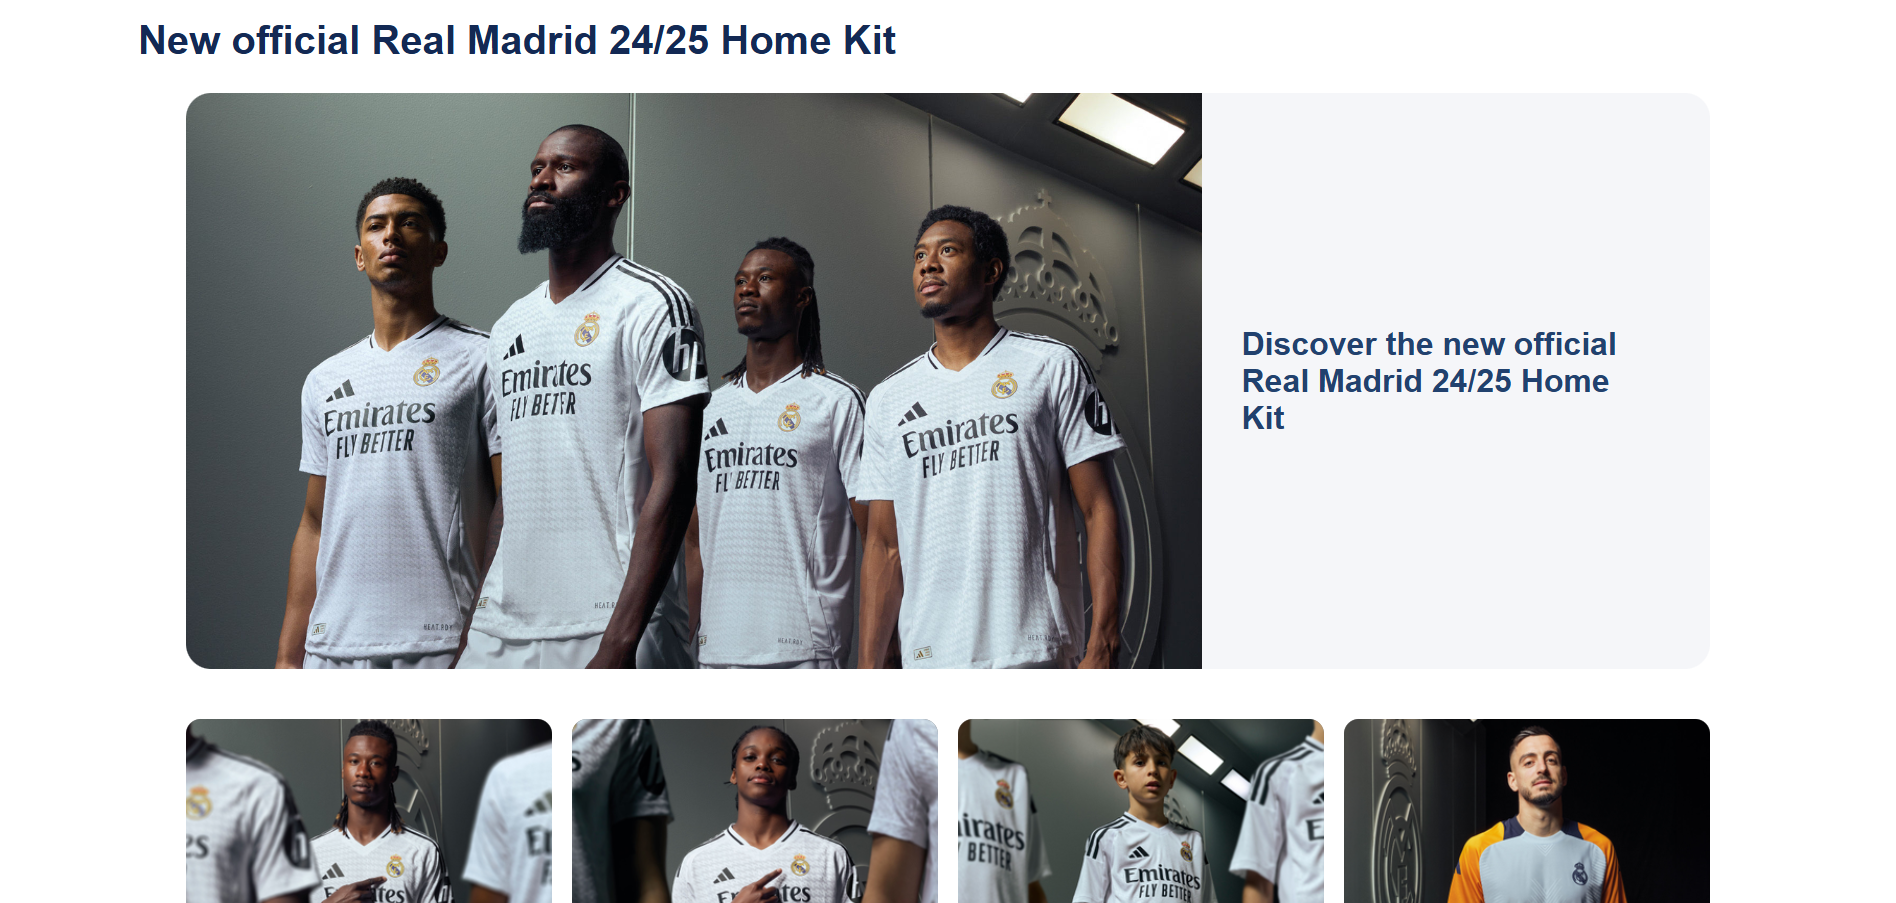 New official Real Madrid 24/25 Home Kit
Emirates
FLY BETTER
Emirates
FLY BETTER
Emirates
FLY BETTER
Emirates
FLY BETTER
Discover the new official
Real Madrid 24/25 Home
Kit
Emirates
FLY BETTER